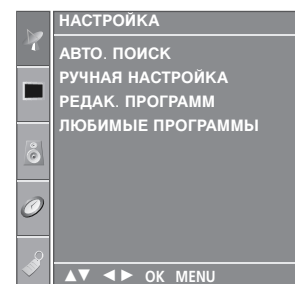 НАСТРОЙКА
АВТО. ПОИСК
РУЧНАЯ НАСТРОЙКА
РЕДАК. ПРОГРАММ
ЛЮБИМЫЕ ПРОГРАММЫ
▲▼ ◄► OK MENU